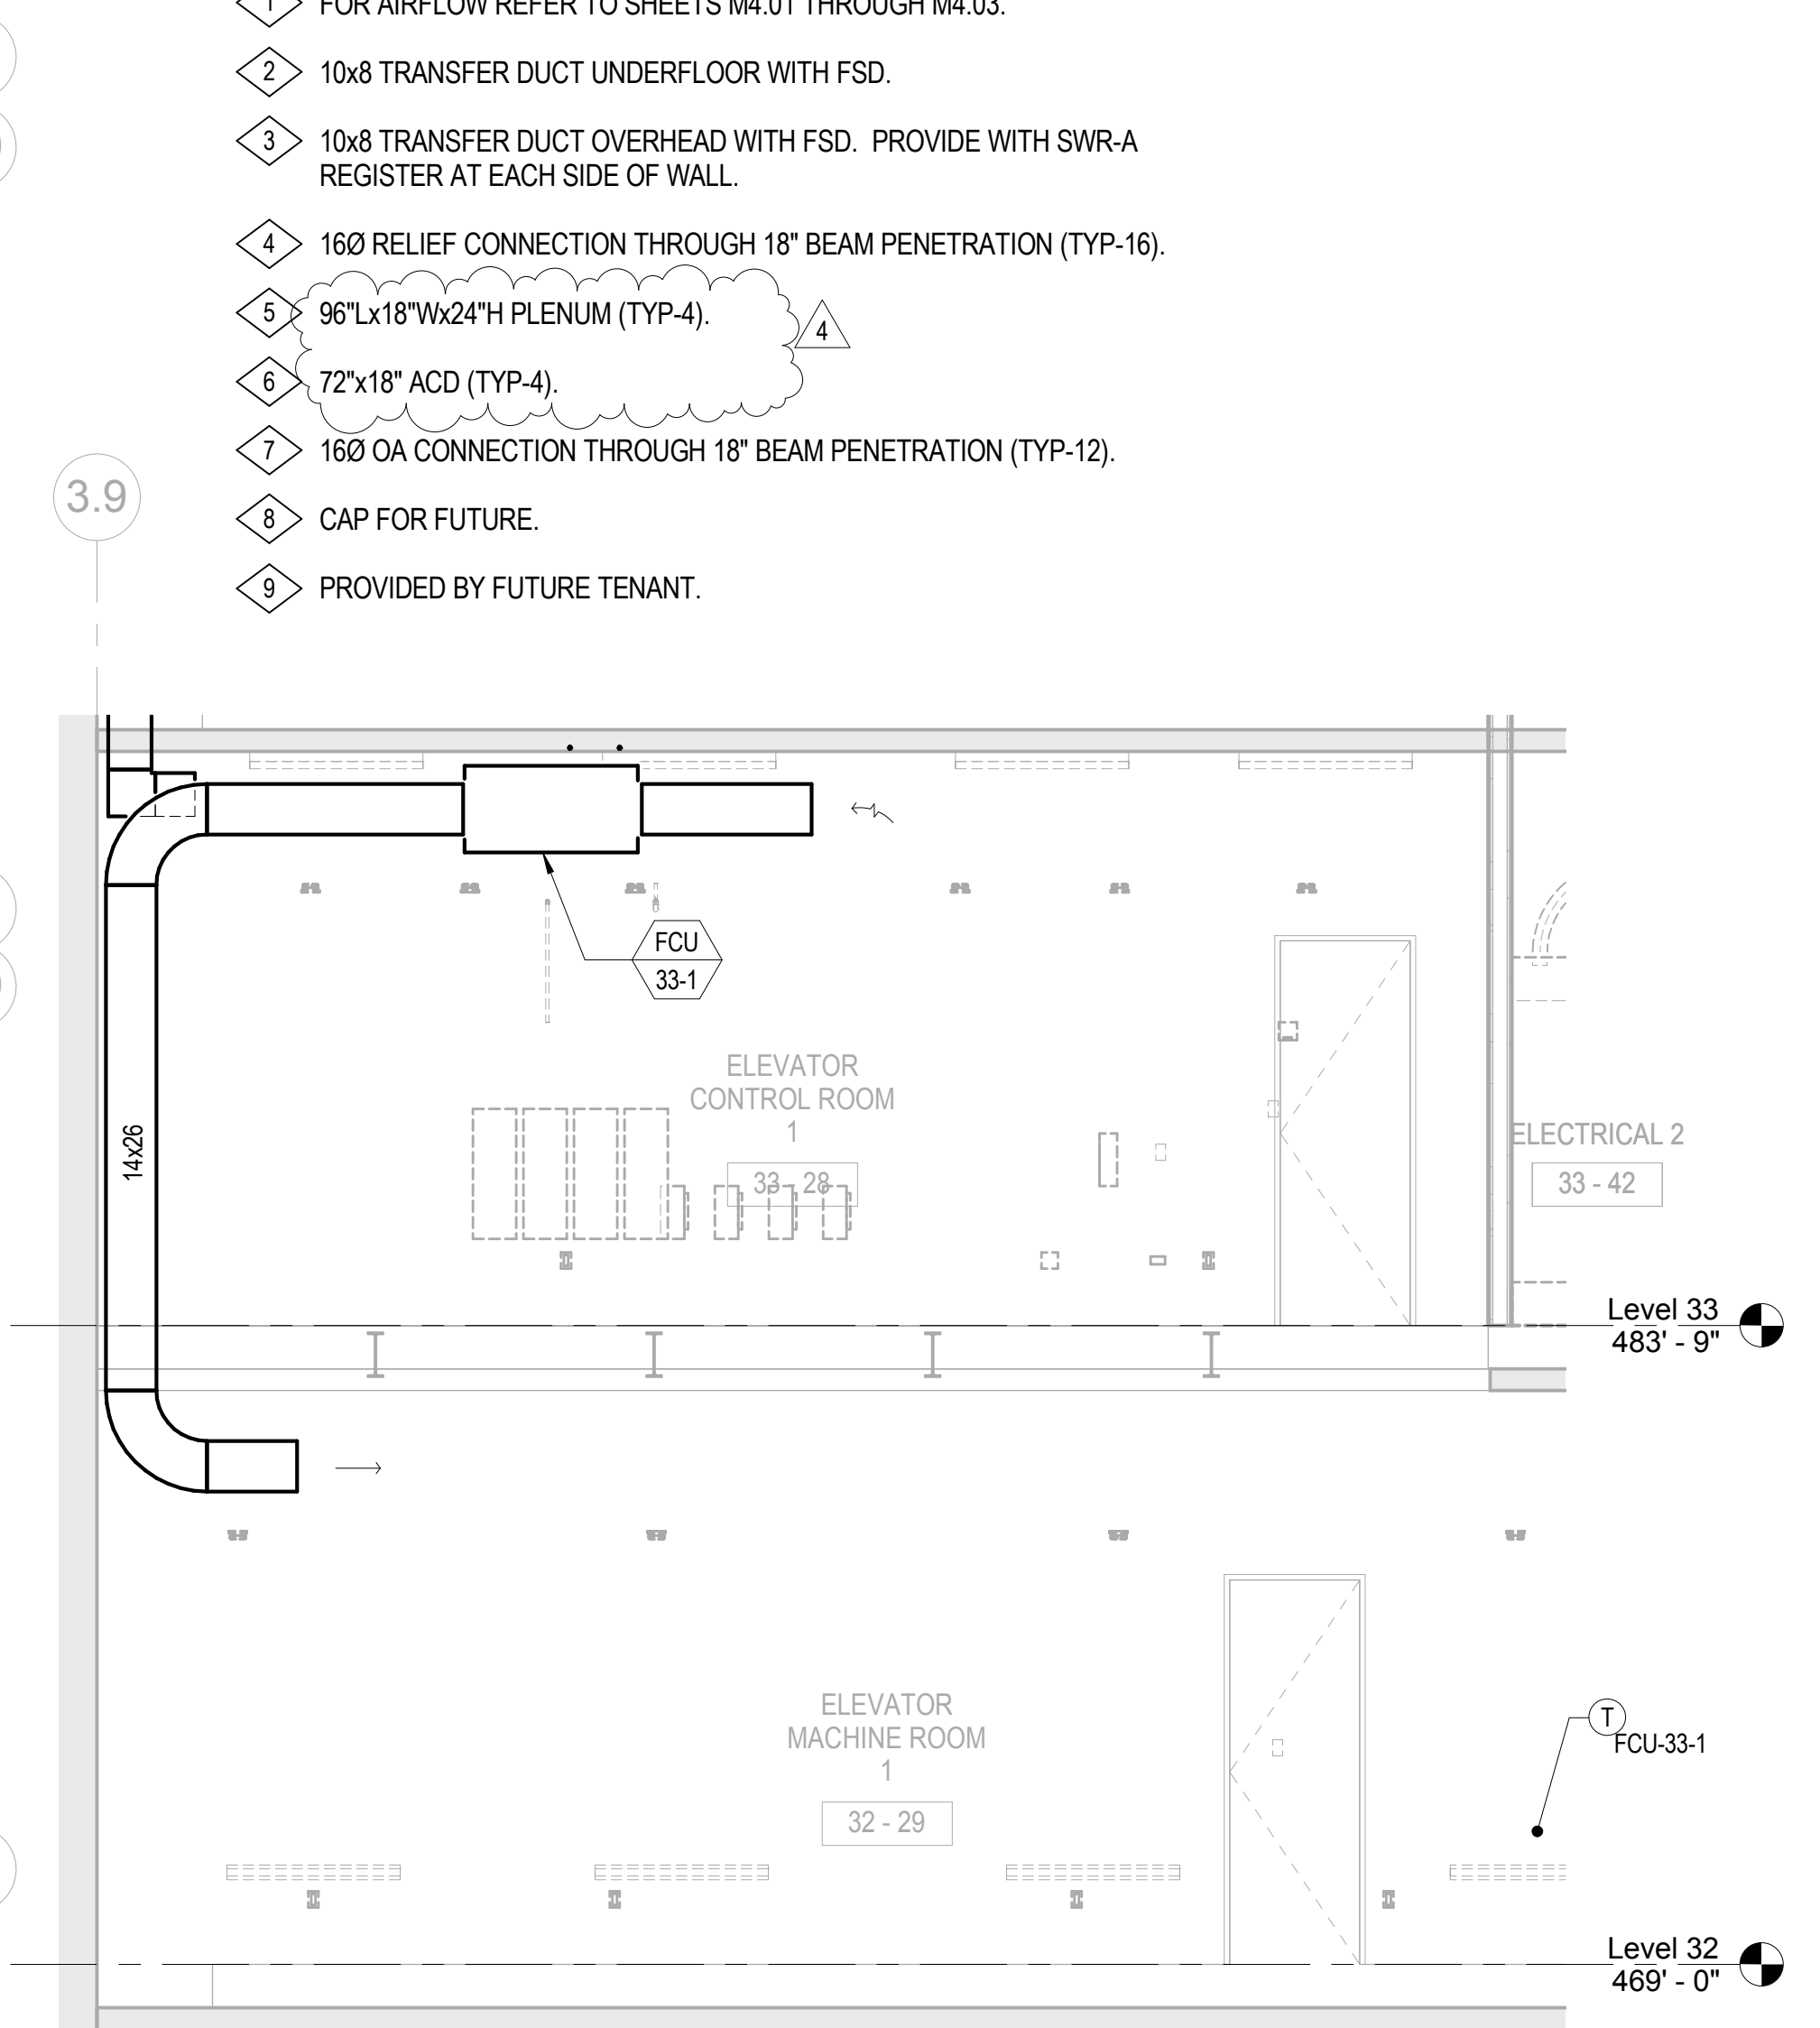 1 FOR AIRFLOW REFER TO SHEETS M4.01 THROUGH M4.03.
2 10x8 TRANSFER DUCT UNDERFLOOR WITH FSD.
3 10x8 TRANSFER DUCT OVERHEAD WITH FSD. PROVIDE WITH SWR-A
REGISTER AT EACH SIDE OF WALL.
4 16Ø RELIEF CONNECTION THROUGH 18" BEAM PENETRATION (TYP-16).
5 96"Lx18"Wx24"H PLENUM (TYP-4).
4
6 72"x18" ACD (TYP-4).
7 16Ø OA CONNECTION THROUGH 18" BEAM PENETRATION (TYP-12).
3.9
8 CAP FOR FUTURE.
9 PROVIDED BY FUTURE TENANT.
FCU
33-1
ELEVATOR
CONTROL ROOM
1
33 - 28
14x26
ELECTRICAL 2
33 - 42
Level 33
483' - 9"
ELEVATOR
MACHINE ROOM
1
32 - 29
T
FCU-33-1
Level 32
469' - 0"